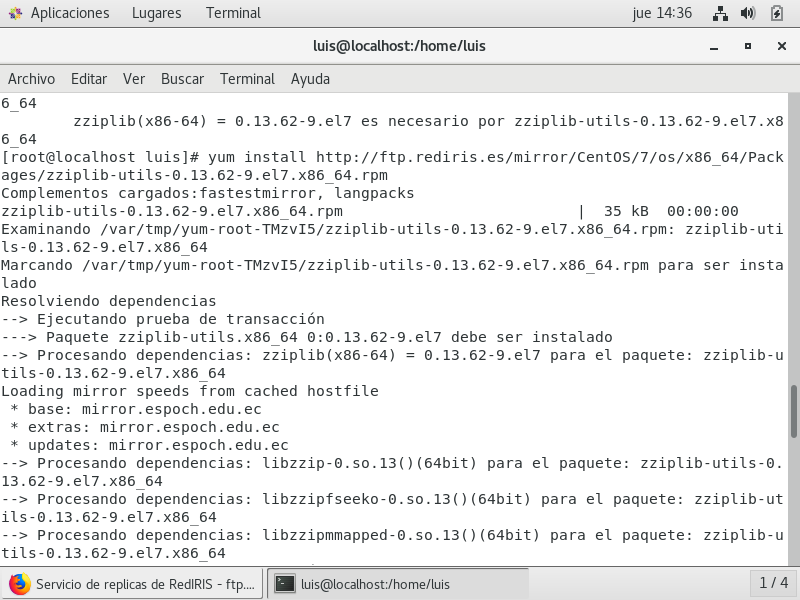 Aplicaciones Lugares Terminal jue 14:36
luis@localhost:/home/luis
Archivo Editar Ver Buscar Terminal Ayuda
6_64
        zziplib(x86-64) = 0.13.62-9.el7 es necesario por zziplib-utils-0.13.62-9.el7.x8
6_64
[root@localhost luis]# yum install http://ftp.rediris.es/mirror/CentOS/7/os/x86_64/Pack
ages/zziplib-utils-0.13.62-9.el7.x86_64.rpm
Complementos cargados:fastestmirror, langpacks
zziplib-utils-0.13.62-9.el7.x86_64.rpm                          |  35 kB  00:00:00
Examinando /var/tmp/yum-root-TMzvI5/zziplib-utils-0.13.62-9.el7.x86_64.rpm: zziplib-uti
ls-0.13.62-9.el7.x86_64
Marcando /var/tmp/yum-root-TMzvI5/zziplib-utils-0.13.62-9.el7.x86_64.rpm para ser insta
lado
Resolviendo dependencias
--> Ejecutando prueba de transacción
---> Paquete zziplib-utils.x86_64 0:0.13.62-9.el7 debe ser instalado
--> Procesando dependencias: zziplib(x86-64) = 0.13.62-9.el7 para el paquete: zziplib-u
tils-0.13.62-9.el7.x86_64
Loading mirror speeds from cached hostfile
 * base: mirror.espoch.edu.ec
 * extras: mirror.espoch.edu.ec
 * updates: mirror.espoch.edu.ec
--> Procesando dependencias: libzzip-0.so.13()(64bit) para el paquete: zziplib-utils-0.
13.62-9.el7.x86_64
--> Procesando dependencias: libzzipfseeko-0.so.13()(64bit) para el paquete: zziplib-ut
ils-0.13.62-9.el7.x86_64
--> Procesando dependencias: libzzipmmapped-0.so.13()(64bit) para el paquete: zziplib-u
tils-0.13.62-9.el7.x86_64
Servicio de replicas de RedIRIS - ftp.... luis@localhost:/home/luis 1 / 4